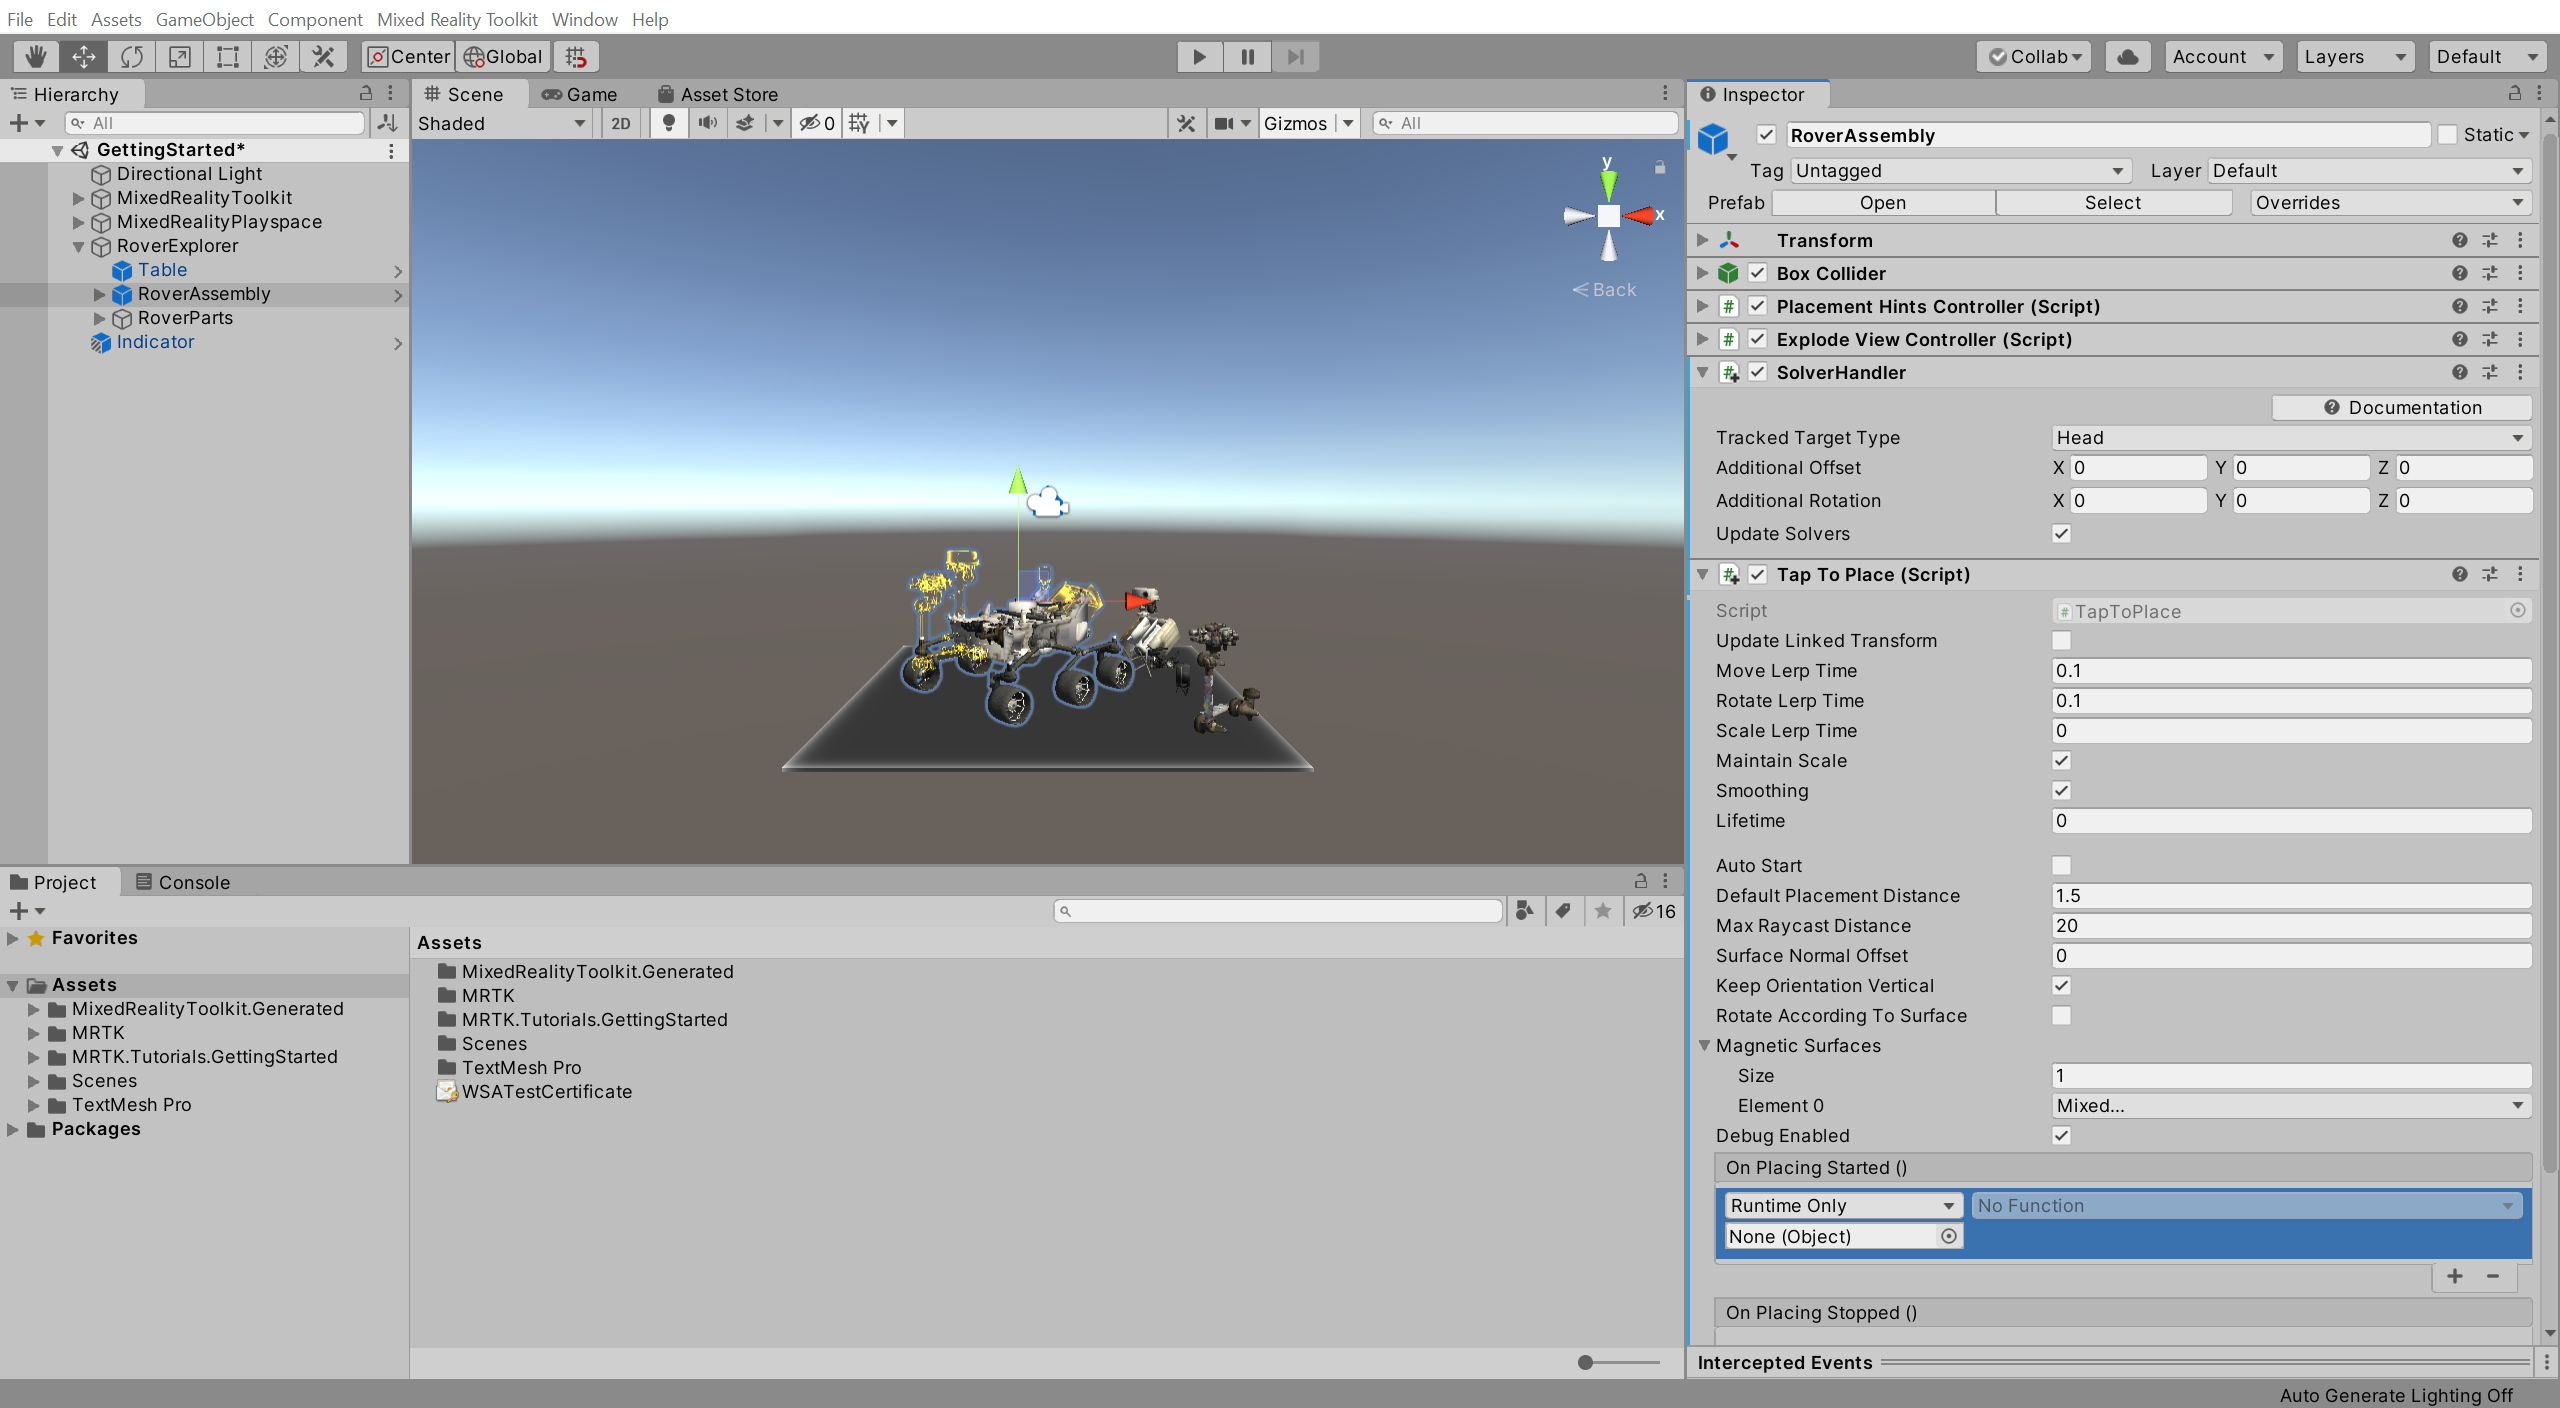 File Edit Assets GameObject Component Mixed Reality Toolkit Window Help
Center Global Collab Account Layers Default
Hierarchy
All
GettingStarted*
Directional Light
MixedRealityToolkit
MixedRealityPlayspace
RoverExplorer
Table
RoverAssembly
RoverParts
Indicator
Scene Game Asset Store
Shaded 2D 0 Gizmos All
y
x
Back
Project Console
16
Favorites
Assets
MixedRealityToolkit.Generated
MRTK
MRTK.Tutorials.GettingStarted
Scenes
TextMesh Pro
Packages
Assets
MixedRealityToolkit.Generated
MRTK
MRTK.Tutorials.GettingStarted
Scenes
TextMesh Pro
WSATestCertificate
Inspector
RoverAssembly Static
Tag Untagged Layer Default
Prefab Open Select Overrides
Transform
Box Collider
Placement Hints Controller (Script)
Explode View Controller (Script)
SolverHandler
Documentation
Tracked Target Type Head
Additional Offset X 0 Y 0 Z 0
Additional Rotation X 0 Y 0 Z 0
Update Solvers
Tap To Place (Script)
Script TapToPlace
Update Linked Transform
Move Lerp Time 0.1
Rotate Lerp Time 0.1
Scale Lerp Time 0
Maintain Scale
Smoothing
Lifetime 0
Auto Start
Default Placement Distance 1.5
Max Raycast Distance 20
Surface Normal Offset 0
Keep Orientation Vertical
Rotate According To Surface
Magnetic Surfaces
Size 1
Element 0 Mixed...
Debug Enabled
On Placing Started ()
Runtime Only No Function
None (Object)
On Placing Stopped ()
Intercepted Events
Auto Generate Lighting Off